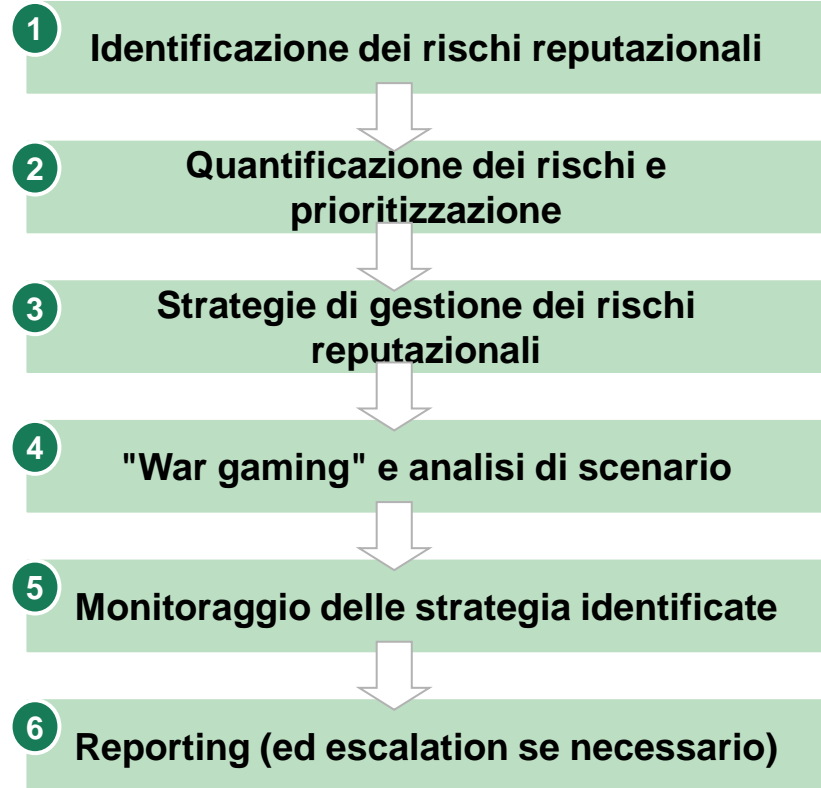 1
Identificazione dei rischi reputazionali
2
Quantificazione dei rischi e
prioritizzazione
3
Strategie di gestione dei rischi
reputazionali
4
"War gaming" e analisi di scenario
5
Monitoraggio delle strategia identificate
6
Reporting (ed escalation se necessario)